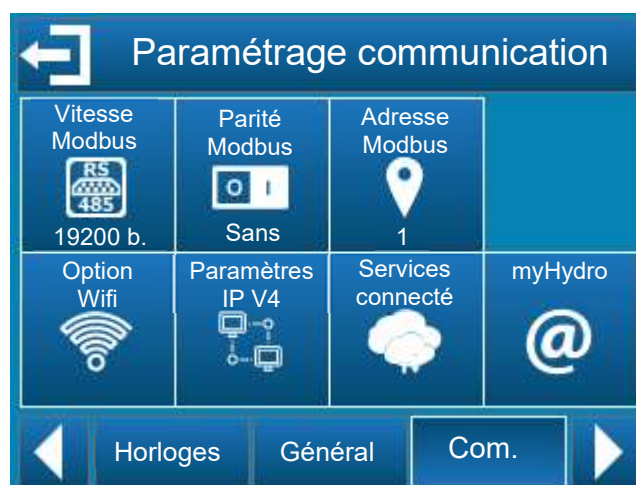 Paramétrage communication
Vitesse
Modbus
RS
485
19200 b.
Parité
Modbus
O I
Sans
Adresse
Modbus
1
Option
Wifi
Paramètres
IP V4
Services
connecté
myHydro
@
Horloges
Général
Com.